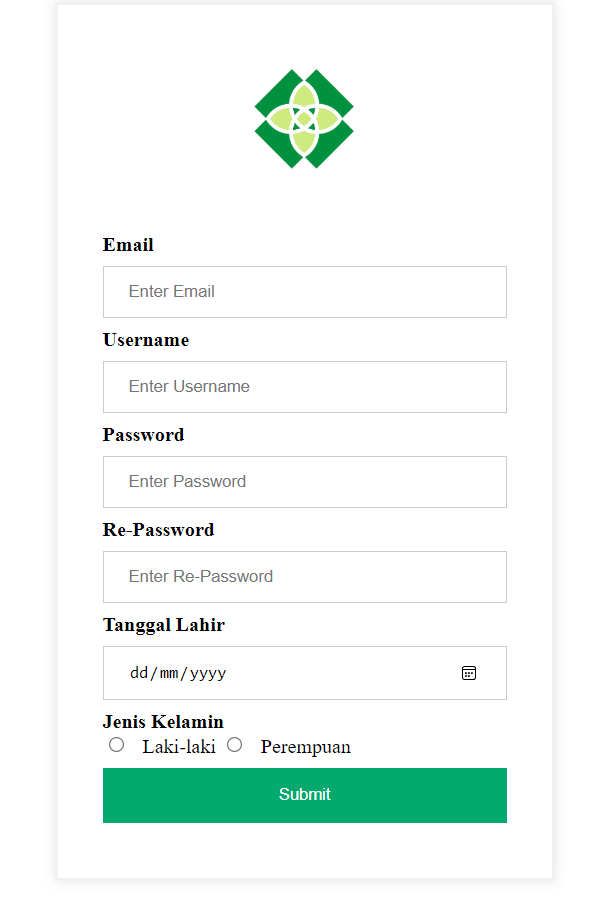 Email
Enter Email
Username
Enter Username
Password
Enter Password
Re-Password
Enter Re-Password
Tanggal Lahir
dd/mm/yyyy
Jenis Kelamin
Laki-laki Perempuan
Submit